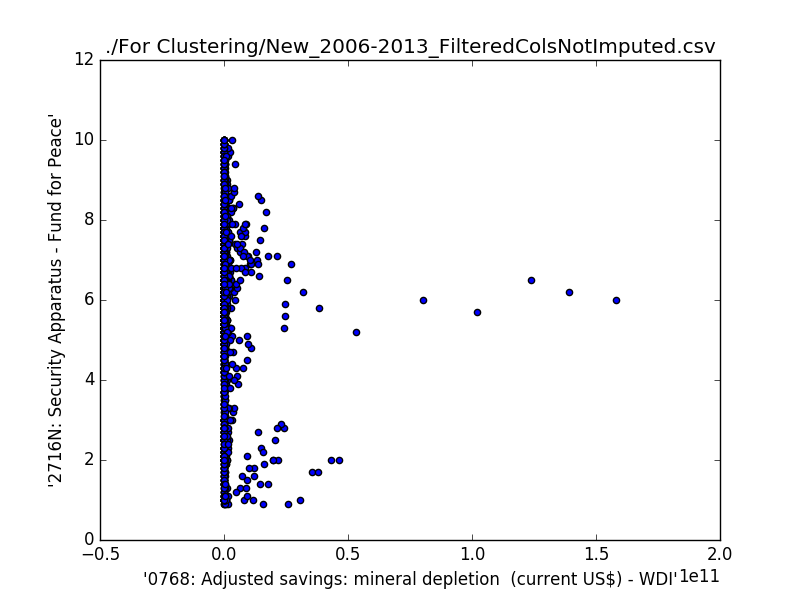 ./For Clustering/New_2006-2013_FilteredColsNotImputed.csv
12
10
8
6
4
2
0
'2716N: Security Apparatus - Fund for Peace'
−0.5 0.0 0.5 1.0 1.5 2.0
1e11
'0768: Adjusted savings: mineral depletion  (current US$) - WDI'